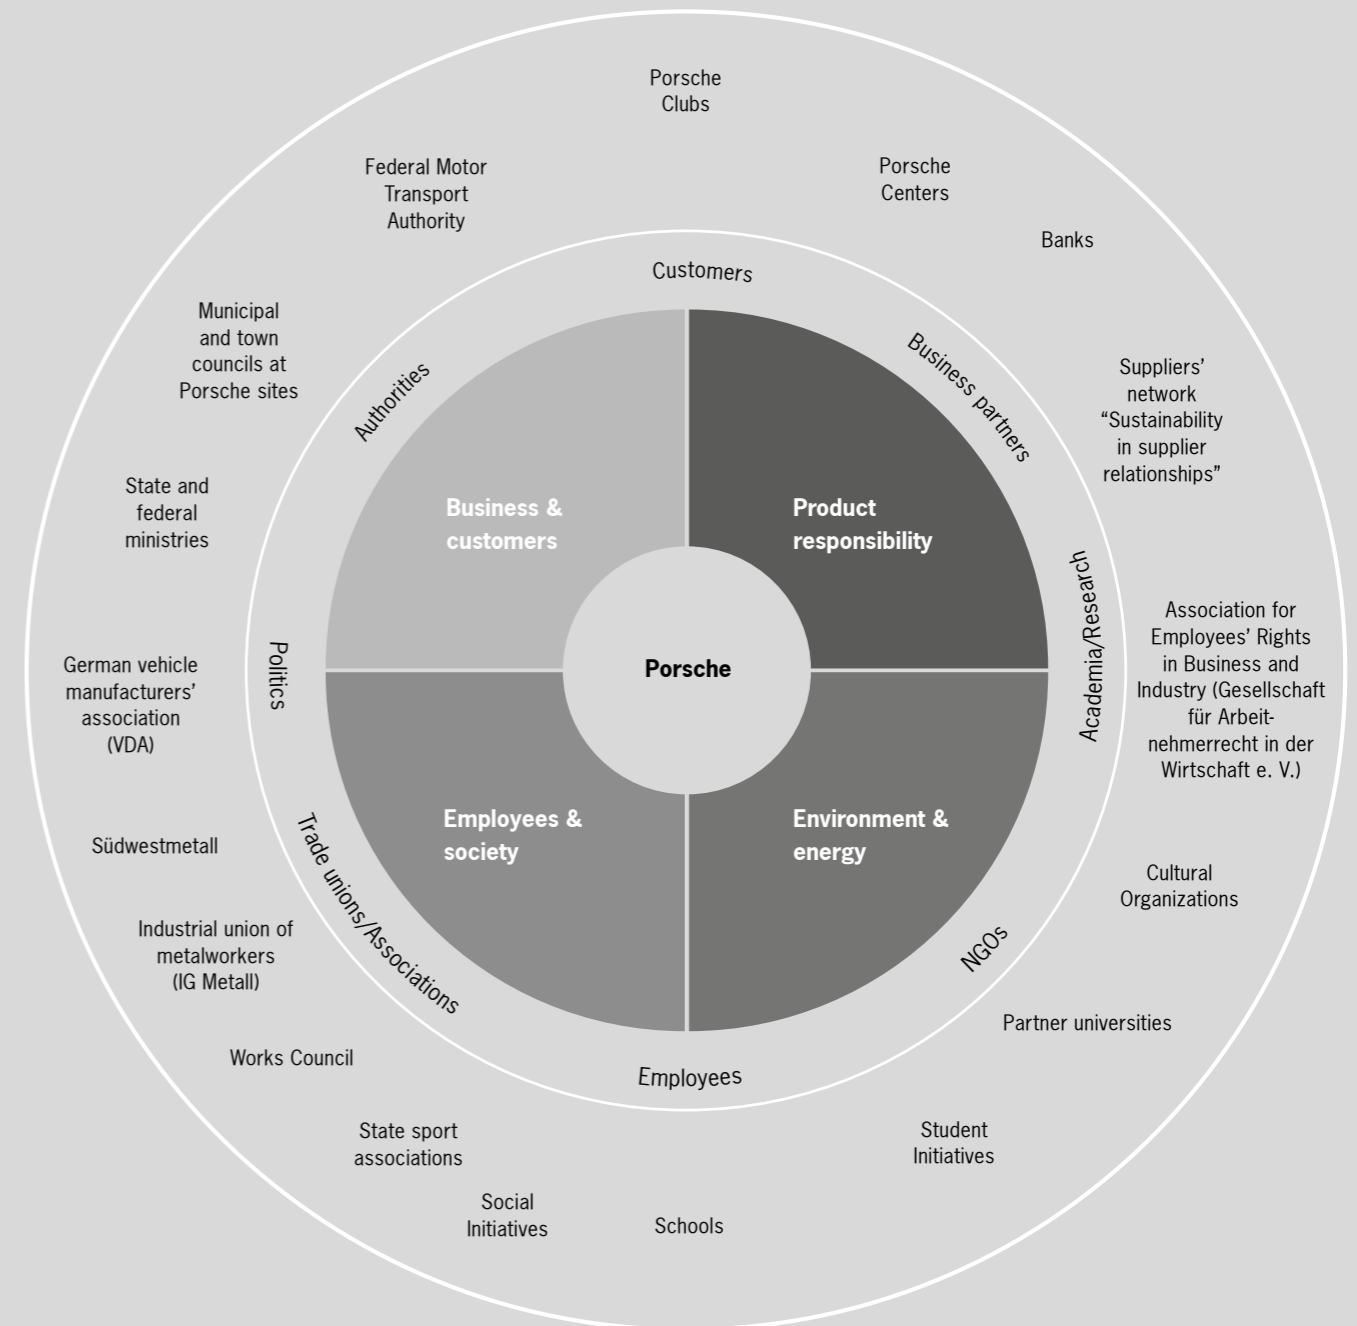 Porsche
Clubs
Federal Motor
Transport
Authority
Porsche
Centers
Banks
Customers
Municipal
and town
councils at
Porsche sites
Authorities
Business partners
Suppliers’
network
“Sustainability
in supplier
relationships”
State and
federal
ministries
Business &
customers
Product
responsibility
Academia/Research
Association for
Employees’ Rights
in Business and
Industry (Gesellschaft
für Arbeit-
nehmerrecht in der
Wirtschaft e. V.)
German vehicle
manufacturers’
association
(VDA)
Politics
Porsche
Südwestmetall
Trade unions/Associations
Employees &
society
Environment &
energy
Cultural
Organizations
Industrial union of
metalworkers
(IG Metall)
NGOs
Partner universities
Works Council
Employees
State sport
associations
Student
Initiatives
Social
Initiatives
Schools